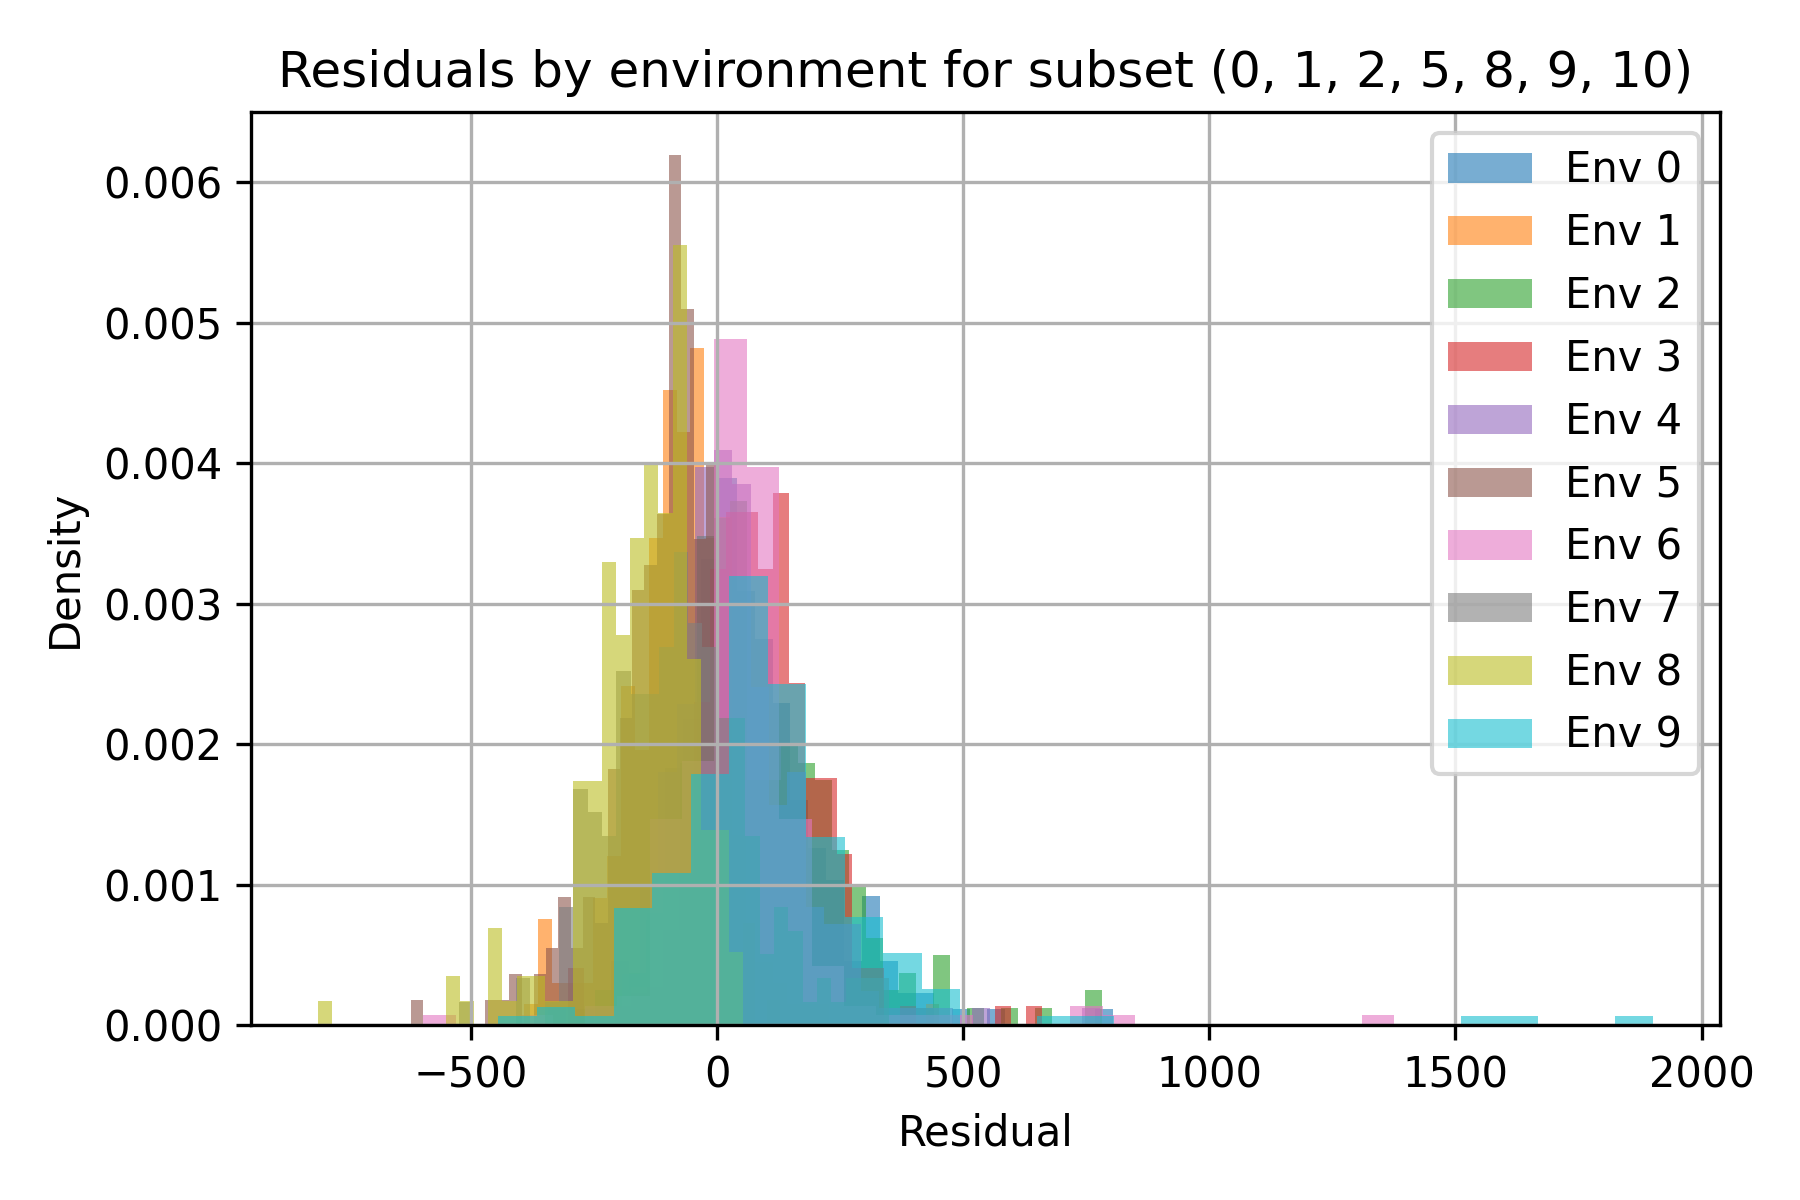 Residuals by environment for subset (0, 1, 2, 5, 8, 9, 10)
Density
0.006
0.005
0.004
0.003
0.002
0.001
0.000
−500
0
500
1000
1500
2000
Residual
Env 0
Env 1
Env 2
Env 3
Env 4
Env 5
Env 6
Env 7
Env 8
Env 9